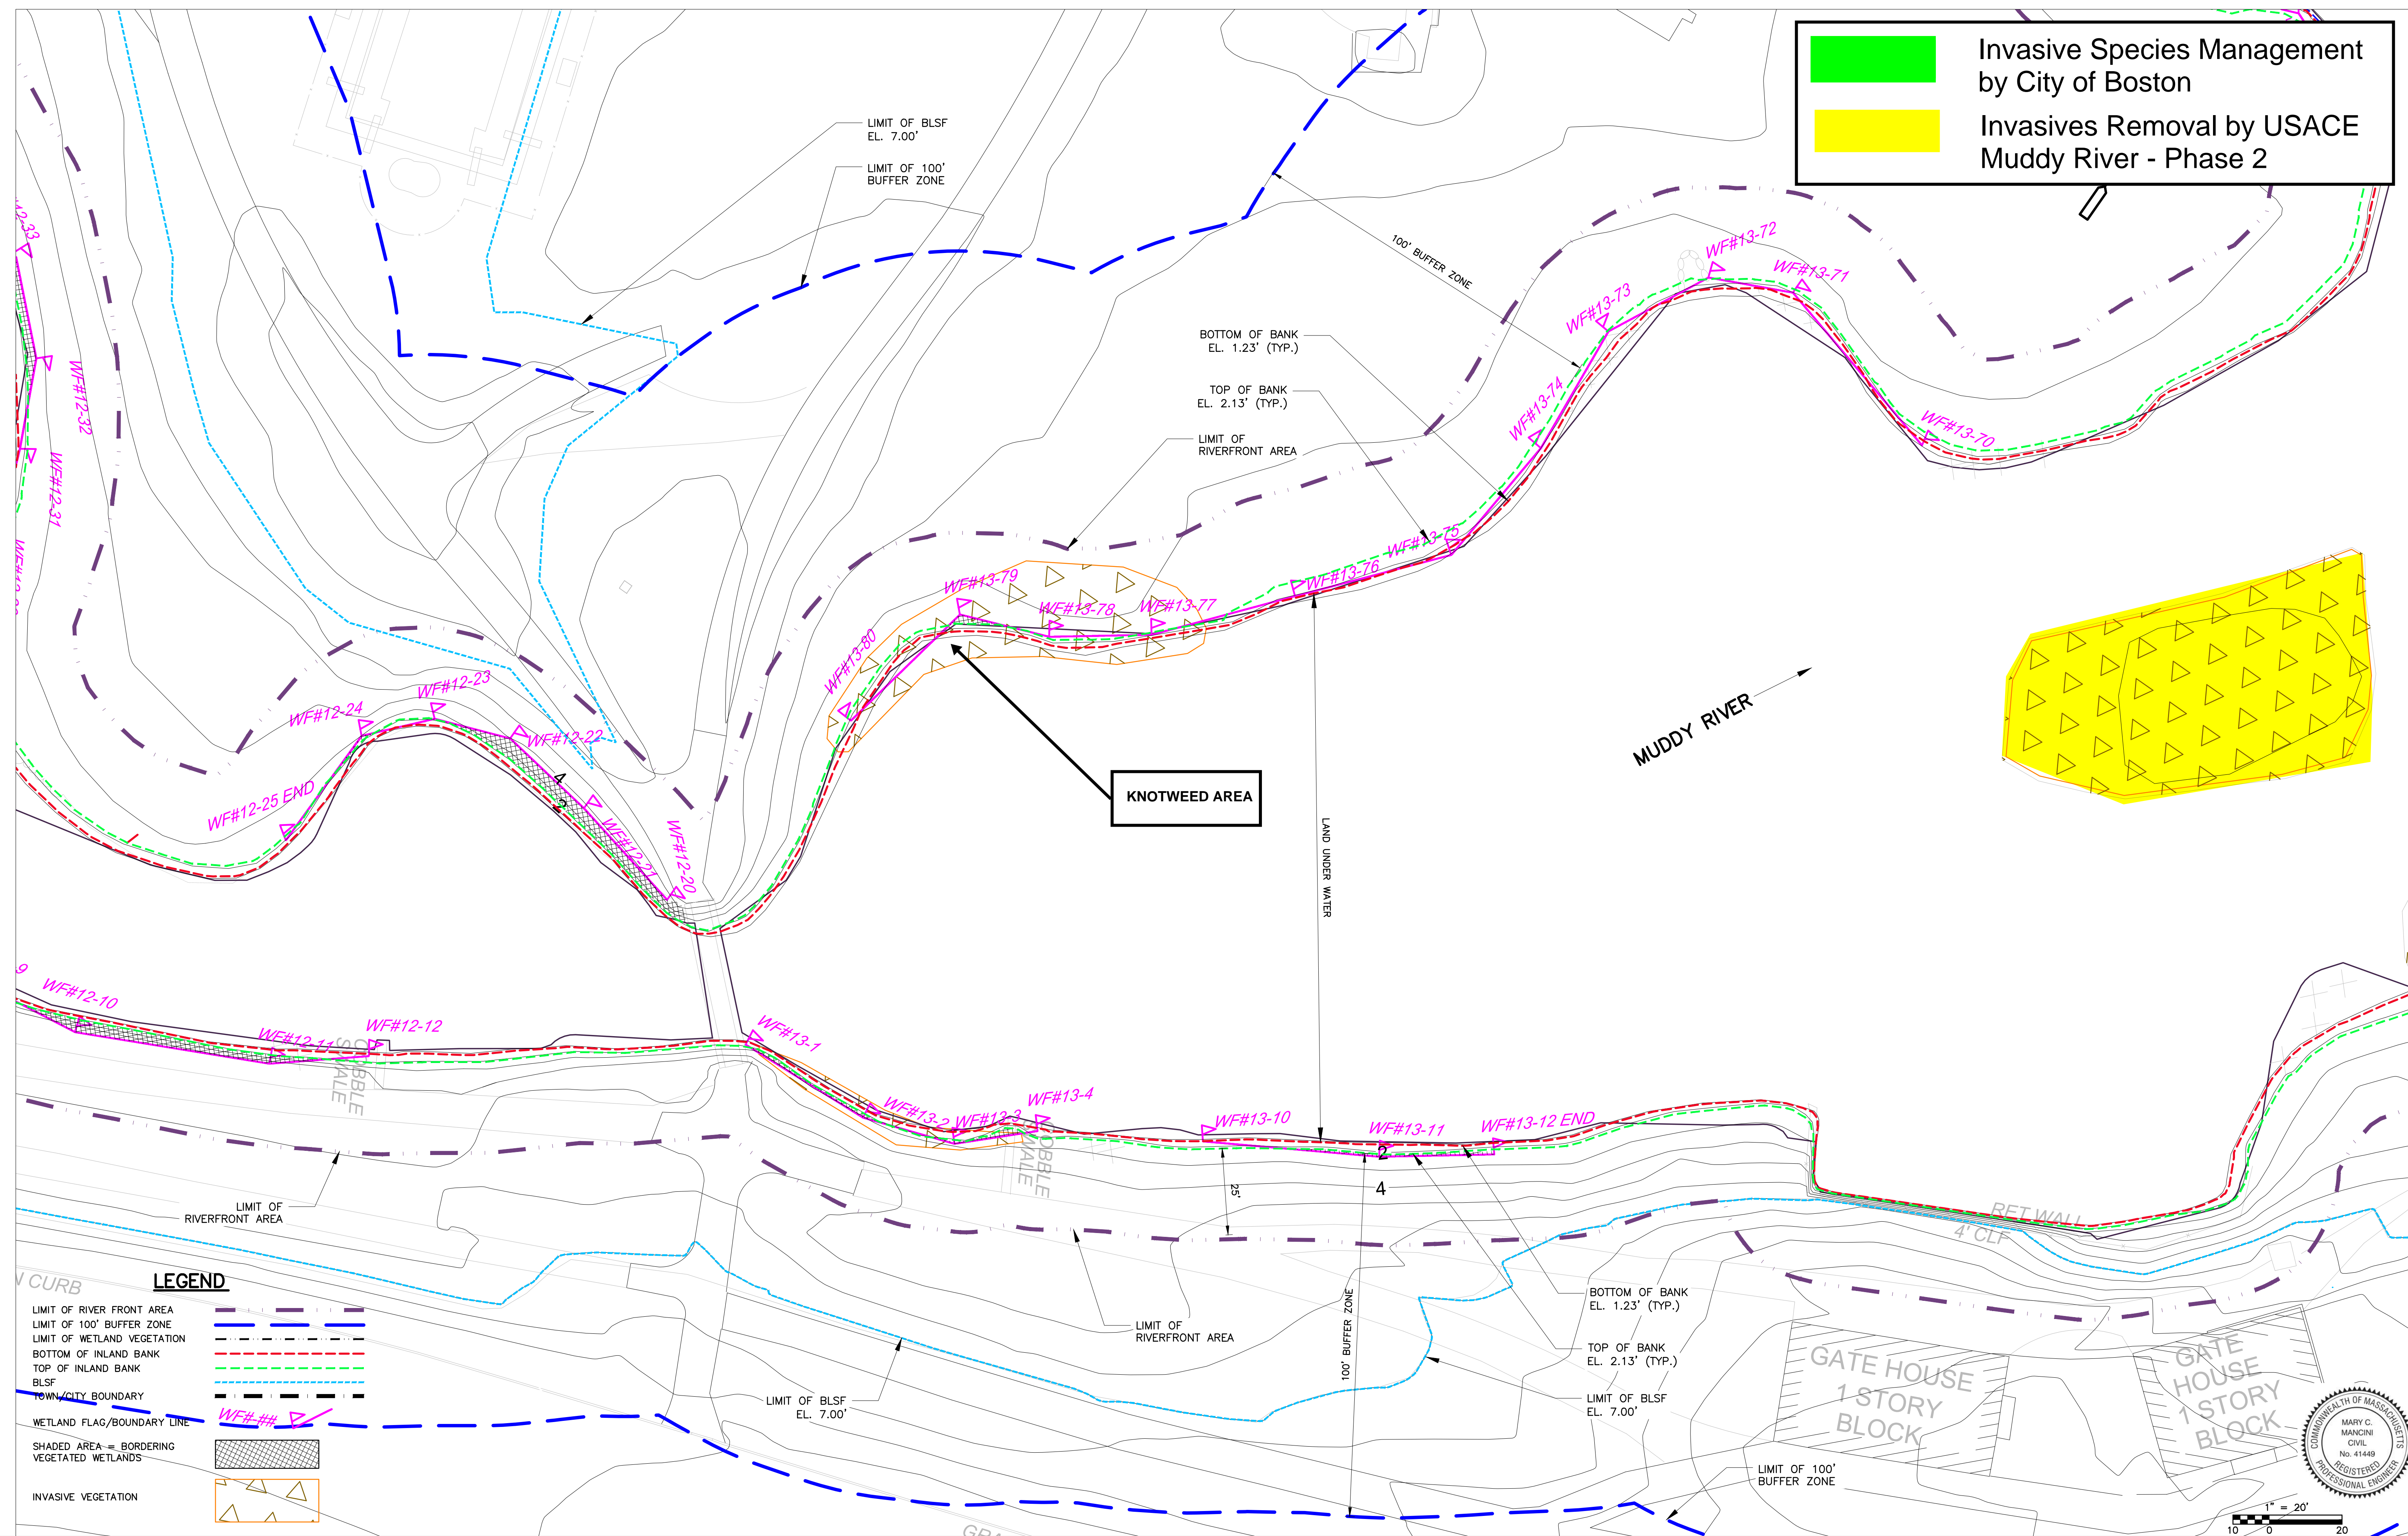 Invasive Species Management
by City of Boston
Invasives Removal by USACE
Muddy River - Phase 2
LIMIT OF BLSF
EL. 7.00'
LIMIT OF 100'
BUFFER ZONE
100' BUFFER ZONE
BOTTOM OF BANK
EL. 1.23' (TYP.)
TOP OF BANK
EL. 2.13' (TYP.)
LIMIT OF
RIVERFRONT AREA
WF#13-72
WF#13-71
WF#13-73
WF#13-74
WF#13-70
WF#13-75
WF#13-76
WF#13-77
WF#13-78
WF#13-79
WF#13-80
12-33
WF#12-32
WF#12-31
WF#12-23
WF#12-24
WF#12-22
WF#12-25 END
WF#12-21
WF#12-20
4
2
KNOTWEED AREA
MUDDY RIVER
LAND UNDER WATER
9
WF#12-10
WF#12-11
WF#12-12
COBBLE
SWALE
WF#13-1
WF#13-2
WF#13-3
WF#13-4
COBBLE
SWALE
WF#13-10
WF#13-11
WF#13-12 END
2
4
25'
LIMIT OF
RIVERFRONT AREA
100' BUFFER ZONE
LIMIT OF
RIVERFRONT AREA
LIMIT OF BLSF
EL. 7.00'
BOTTOM OF BANK
EL. 1.23' (TYP.)
TOP OF BANK
EL. 2.13' (TYP.)
LIMIT OF BLSF
EL. 7.00'
LIMIT OF 100'
BUFFER ZONE
RET WALL
4' CLF
GATE HOUSE
1 STORY
BLOCK
GATE
HOUSE
1 STORY
BLOCK
N CURB
LEGEND
LIMIT OF RIVER FRONT AREA
LIMIT OF 100' BUFFER ZONE
LIMIT OF WETLAND VEGETATION
BOTTOM OF INLAND BANK
TOP OF INLAND BANK
BLSF
TOWN/CITY BOUNDARY
WETLAND FLAG/BOUNDARY LINE
WF#-##
SHADED AREA = BORDERING
VEGETATED WETLANDS
INVASIVE VEGETATION
COMMONWEALTH OF MASSACHUSETTS
MARY C.
MANCINI
CIVIL
No. 41449
REGISTERED
PROFESSIONAL ENGINEER
1" = 20'
10 0 20